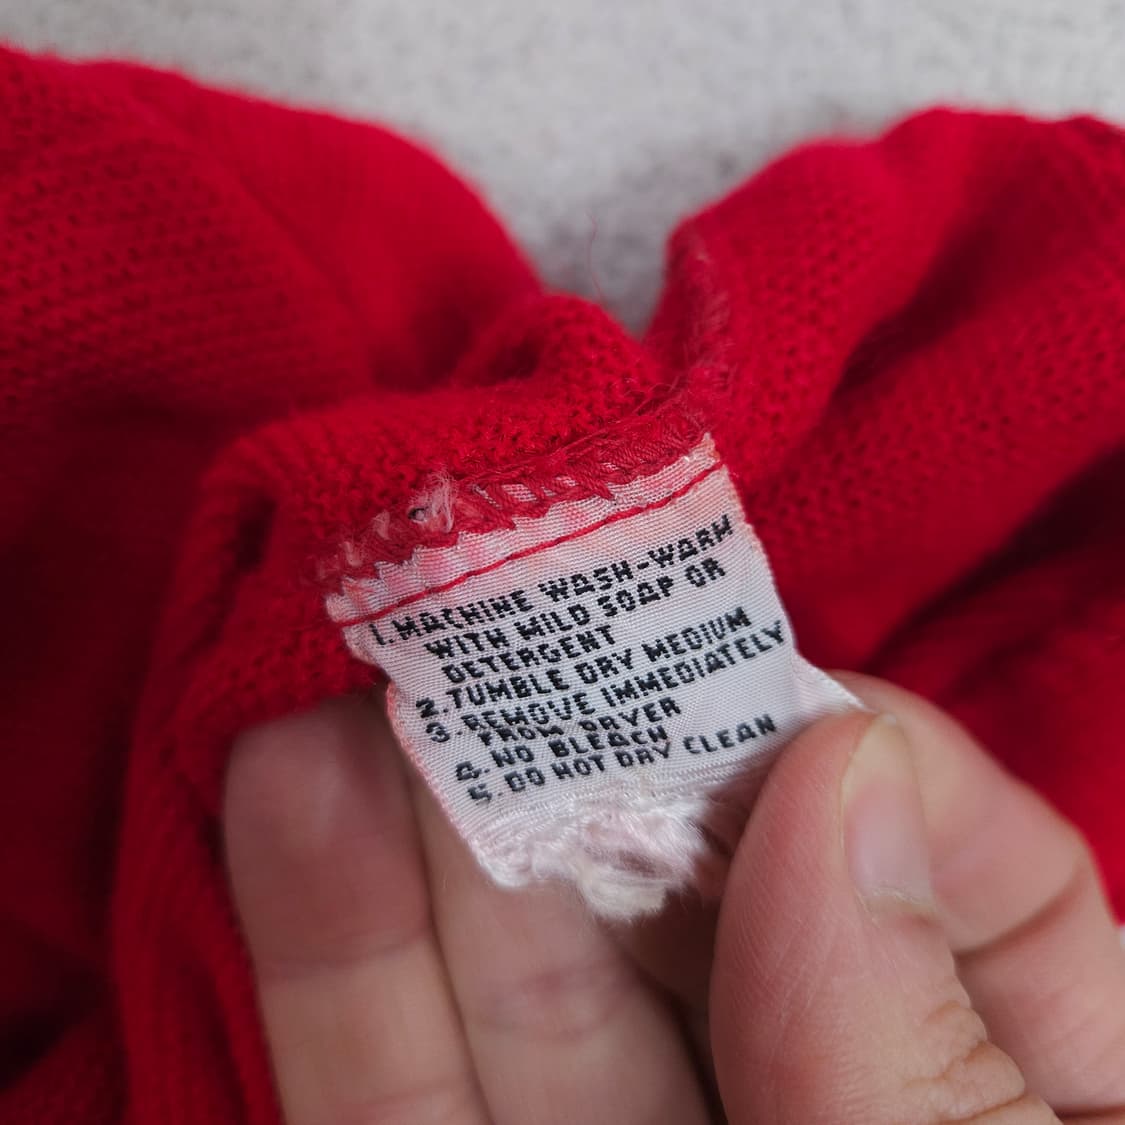 1. MACHINE WASH-WARM
WITH MILD SOAP OR
DETERGENT
2. TUMBLE DRY MEDIUM
3. REMOVE IMMEDIATELY
FROM DRYER
4. NO BLEACH
5. DO NOT DRY CLEAN